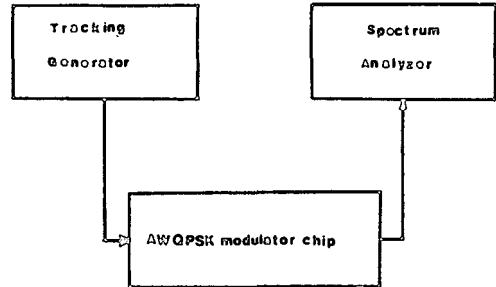 Tracking
Generator
Spectrum
Analyzer
AWQPSK modulator chip